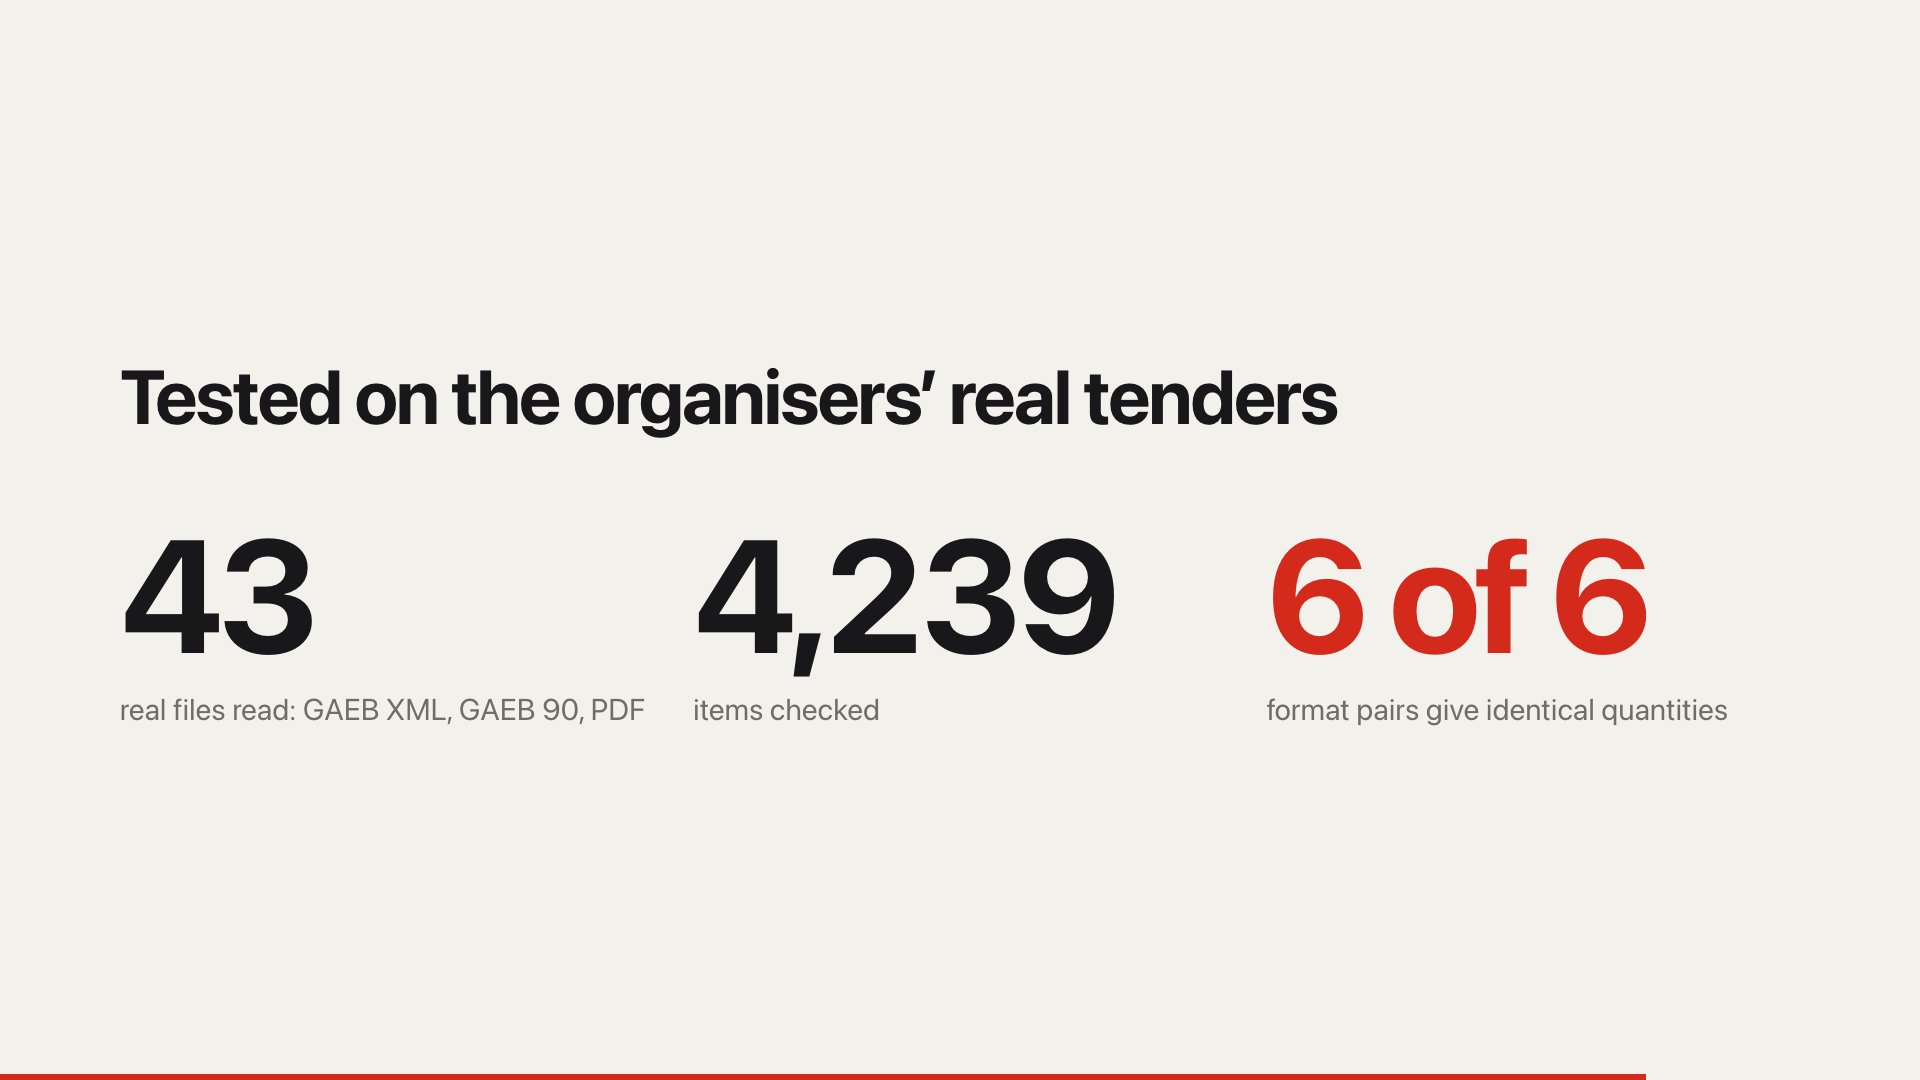 Tested on the organisers’ real tenders
43
real files read: GAEB XML, GAEB 90, PDF
4,239
items checked
6 of 6
format pairs give identical quantities